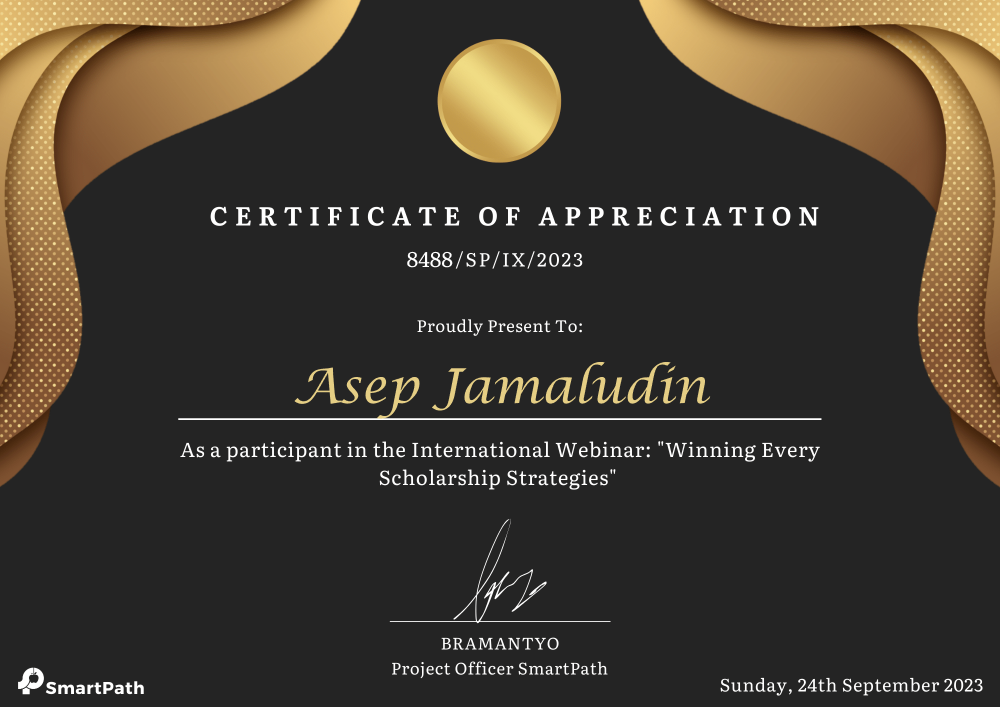 CERTIFICATE OF APPRECIATION
8488/SP/IX/2023
Proudly Present To:
Asep Jamaludin
As a participant in the International Webinar: "Winning Every
Scholarship Strategies"
BRAMANTYO
Project Officer SmartPath
SmartPath
Sunday, 24th September 2023